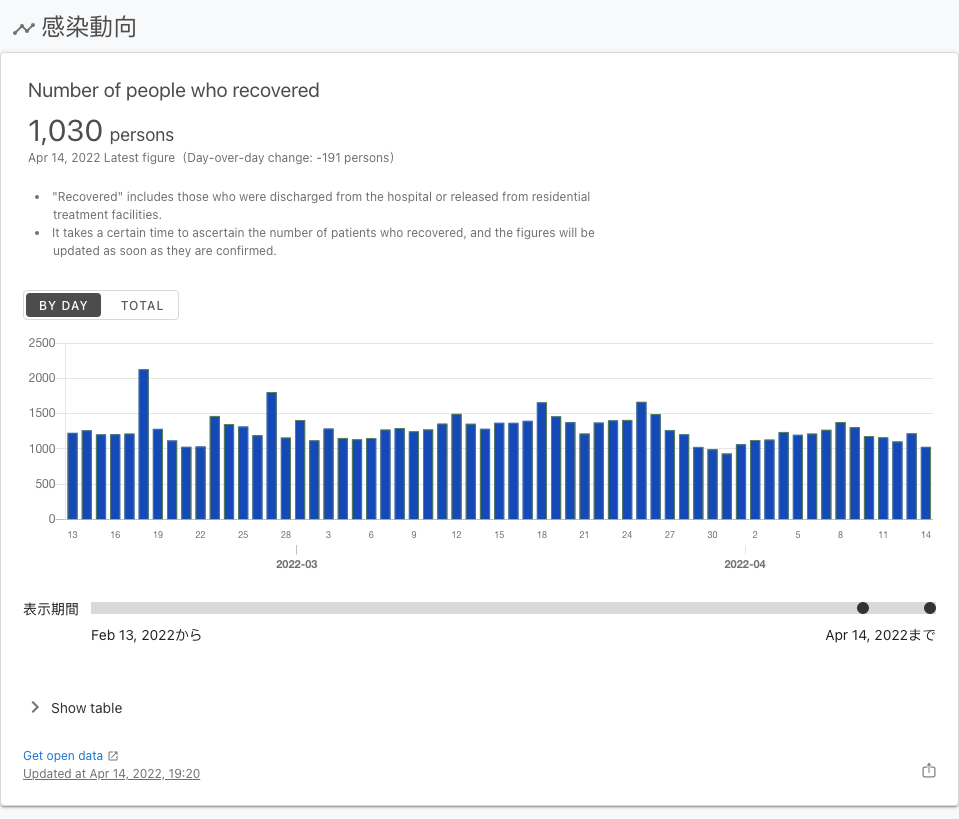 感染動向
Number of people who recovered
1,030 persons
Apr 14, 2022 Latest figure (Day-over-day change: -191 persons)
• "Recovered" includes those who were discharged from the hospital or released from residential
treatment facilities.
• It takes a certain time to ascertain the number of patients who recovered, and the figures will be
updated as soon as they are confirmed.
BY DAY TOTAL
2500
2000
1500
1000
500
0
13 16 19 22 25 28 3 6 9 12 15 18 21 24 27 30 2 5 8 11 14
2022-03 2022-04
表示期間
Feb 13, 2022から Apr 14, 2022まで
Show table
Get open data
Updated at Apr 14, 2022, 19:20